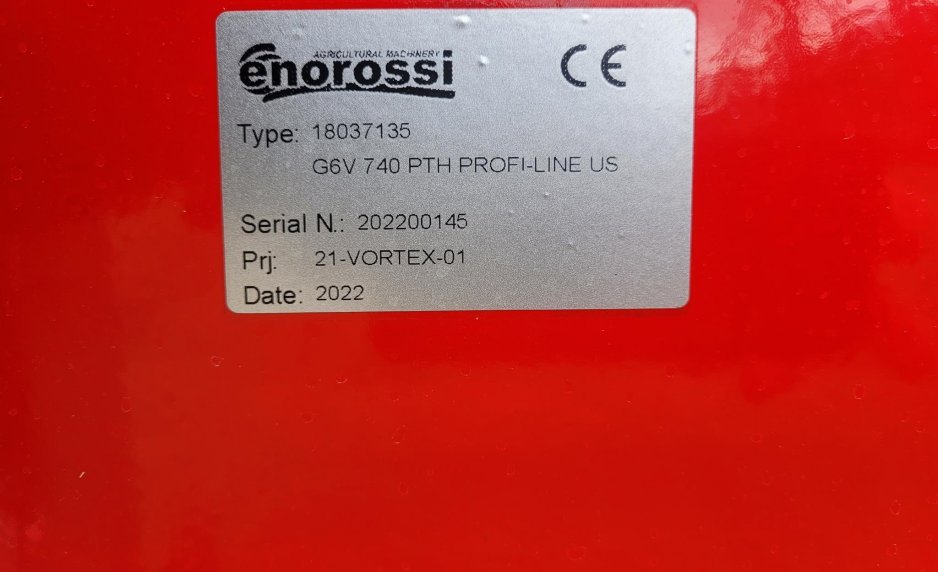 AGRICULTURAL MACHINERY
enorossi
CE
Type: 18037135
G6V 740 PTH PROFI-LINE US
Serial N.: 202200145
Prj: 21-VORTEX-01
Date: 2022